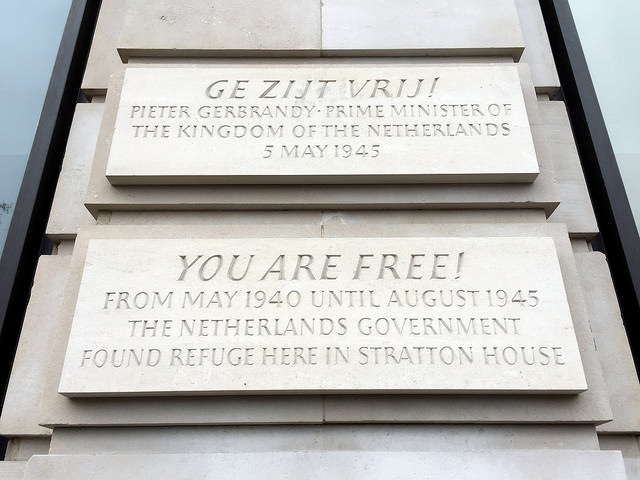 GE ZIJT VRIJ!
PIETER GERBRANDY · PRIME MINISTER OF
THE KINGDOM OF THE NETHERLANDS
5 MAY 1945
YOU ARE FREE!
FROM MAY 1940 UNTIL AUGUST 1945
THE NETHERLANDS GOVERNMENT
FOUND REFUGE HERE IN STRATTON HOUSE